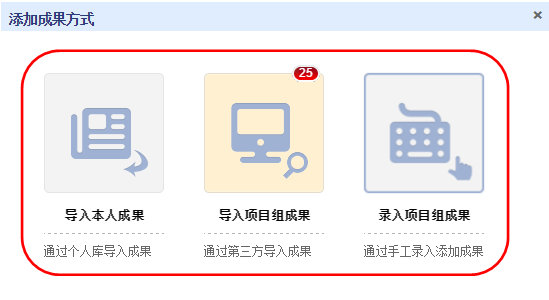 添加成果方式
25
导入本人成果 导入项目组成果 录入项目组成果
通过个人库导入成果 通过第三方导入成果 通过手工录入添加成果